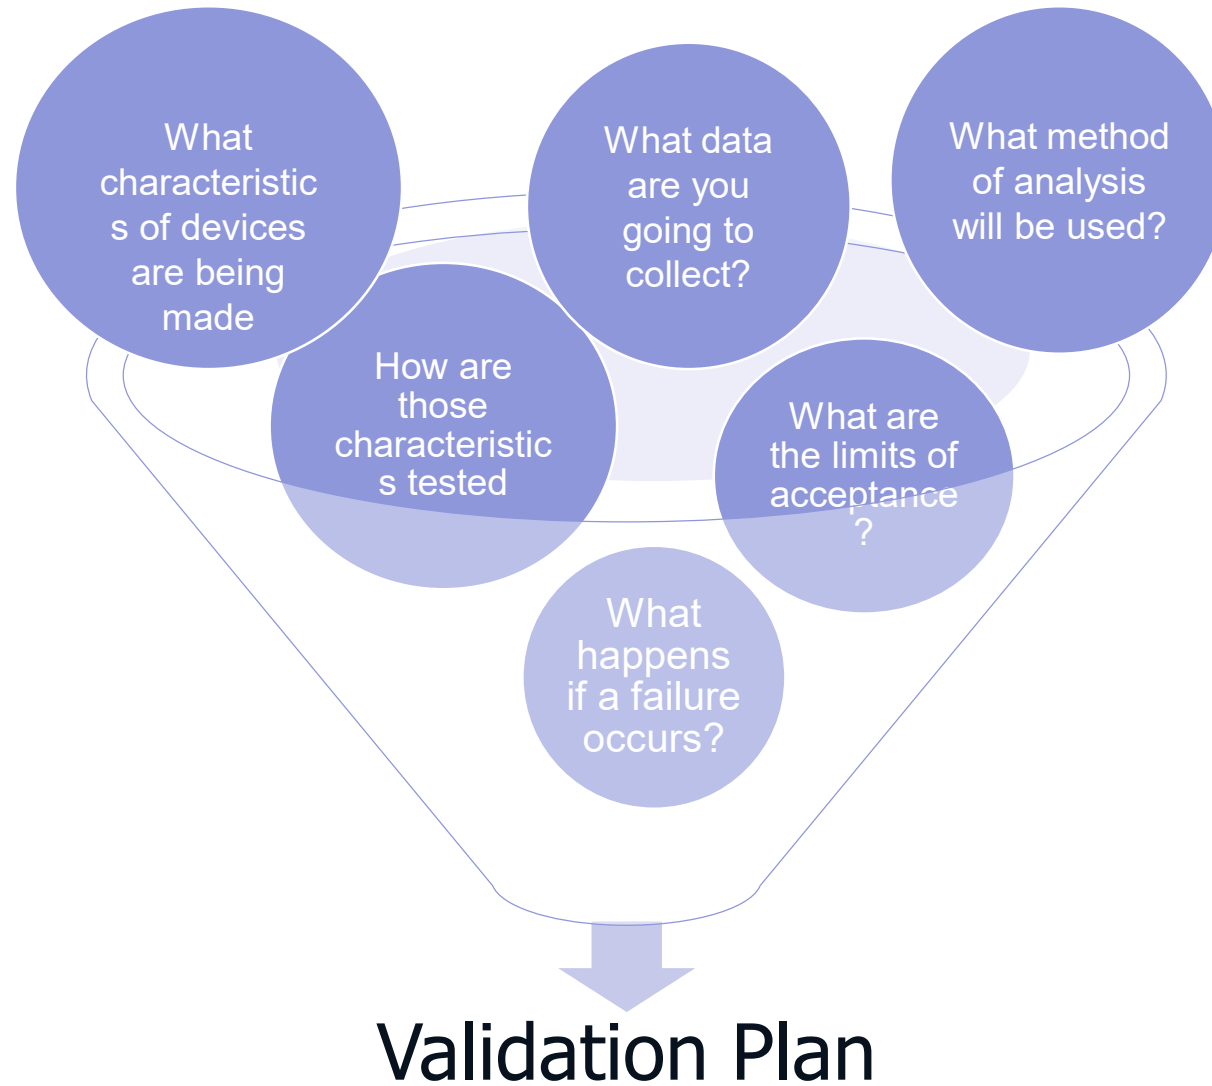 What
characteristic
s of devices
are being
made
What data
are you
going to
collect?
What method
of analysis
will be used?
How are
those
characteristic
s tested
What are
the limits of
acceptance
?
What
happens
if a failure
occurs?
Validation Plan